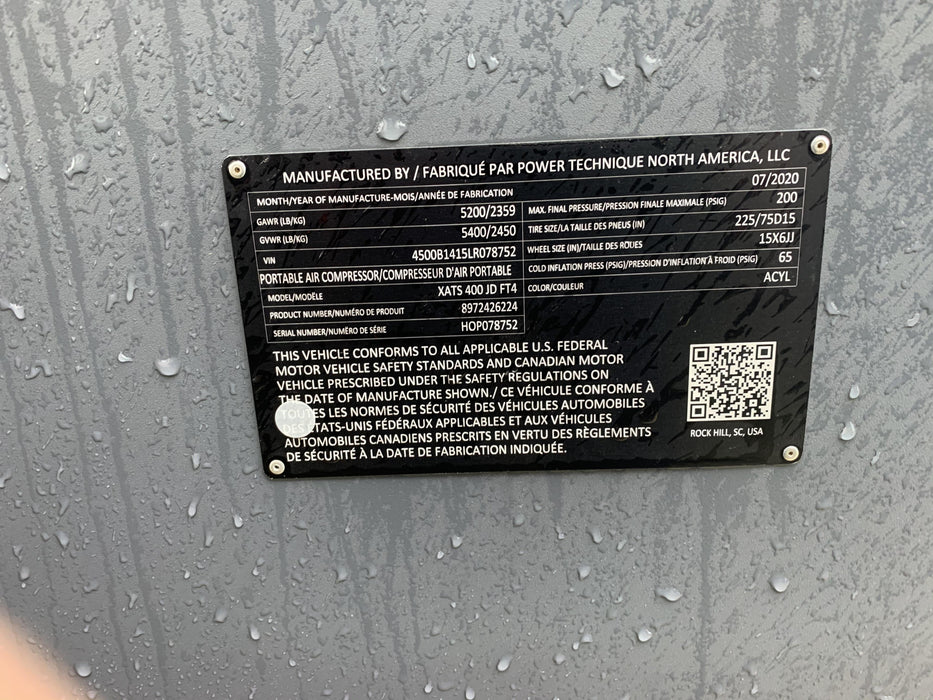 MANUFACTURED BY / FABRIQUÉ PAR POWER TECHNIQUE NORTH AMERICA, LLC
MONTH/YEAR OF MANUFACTURE-MOIS/ANNÉE DE FABRICATION 07/2020
GAWR (LB/KG) 5200/2359
GVWR (LB/KG) 5400/2450
VIN 4500B1415LR078752
PORTABLE AIR COMPRESSOR/COMPRESSEUR D'AIR PORTABLE
MODEL/MODÈLE XATS 400 JD FT4
PRODUCT NUMBER/NUMÉRO DE PRODUIT 8972426224
SERIAL NUMBER/NUMÉRO DE SÉRIE HOP078752
MAX. FINAL PRESSURE/PRESSION FINALE MAXIMALE (PSIG) 200
TIRE SIZE/LA TAILLE DES PNEUS (IN) 225/75D15
WHEEL SIZE (IN)/TAILLE DES ROUES 15X6JJ
COLD INFLATION PRESS (PSIG)/PRESSION D'INFLATION À FROID (PSIG) 65
COLOR/COULEUR ACYL
THIS VEHICLE CONFORMS TO ALL APPLICABLE U.S. FEDERAL
MOTOR VEHICLE SAFETY STANDARDS AND CANADIAN MOTOR
VEHICLE PRESCRIBED UNDER THE SAFETY REGULATIONS ON
THE DATE OF MANUFACTURE SHOWN./ CE VÉHICULE CONFORME À
TOUTES LES NORMES DE SÉCURITÉ DES VÉHICULES AUTOMOBILES
DES ÉTATS-UNIS FÉDÉRAUX APPLICABLES ET AUX VÉHICULES
AUTOMOBILES CANADIENS PRESCRITS EN VERTU DES RÈGLEMENTS
DE SÉCURITÉ À LA DATE DE FABRICATION INDIQUÉE.
ROCK HILL, SC, USA